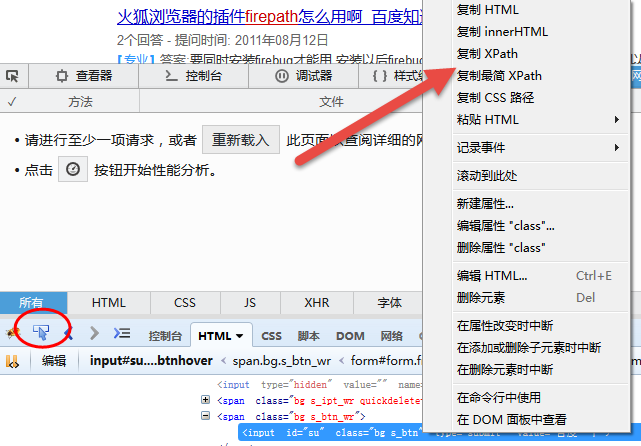 火狐浏览器的插件firepath怎么用啊_百度知
2个回答 - 提问时间: 2011年08月12日
【专业】答案:要同时安装firebug才能用,安装以后firebug
查看器 控制台 调试器 { } 样式 网
✓ 方法 文件
• 请进行至少一项请求，或者 重新载入 此页面以查阅详细的网
• 点击 按钮开始性能分析。
所有 HTML CSS JS XHR 字体
控制台 HTML CSS 脚本 DOM 网络
编辑 input#su....btnhover < span.bg.s_btn_wr < form#form.f
<input type="hidden" value="" name=
<span class="bg s_ipt_wr quickdelete
<span class="bg s_btn_wr">
<input id="su" class="bg s_btn" type="submit" value="百度一下"
复制 HTML
复制 innerHTML
复制 XPath
复制最简 XPath
复制 CSS 路径
粘贴 HTML
记录事件
滚动到此处
新建属性...
编辑属性 "class"...
删除属性 "class"
编辑 HTML... Ctrl+E
删除元素 Del
在属性改变时中断
在添加或删除子元素时中断
在删除元素时中断
在命令行中使用
在 DOM 面板中查看